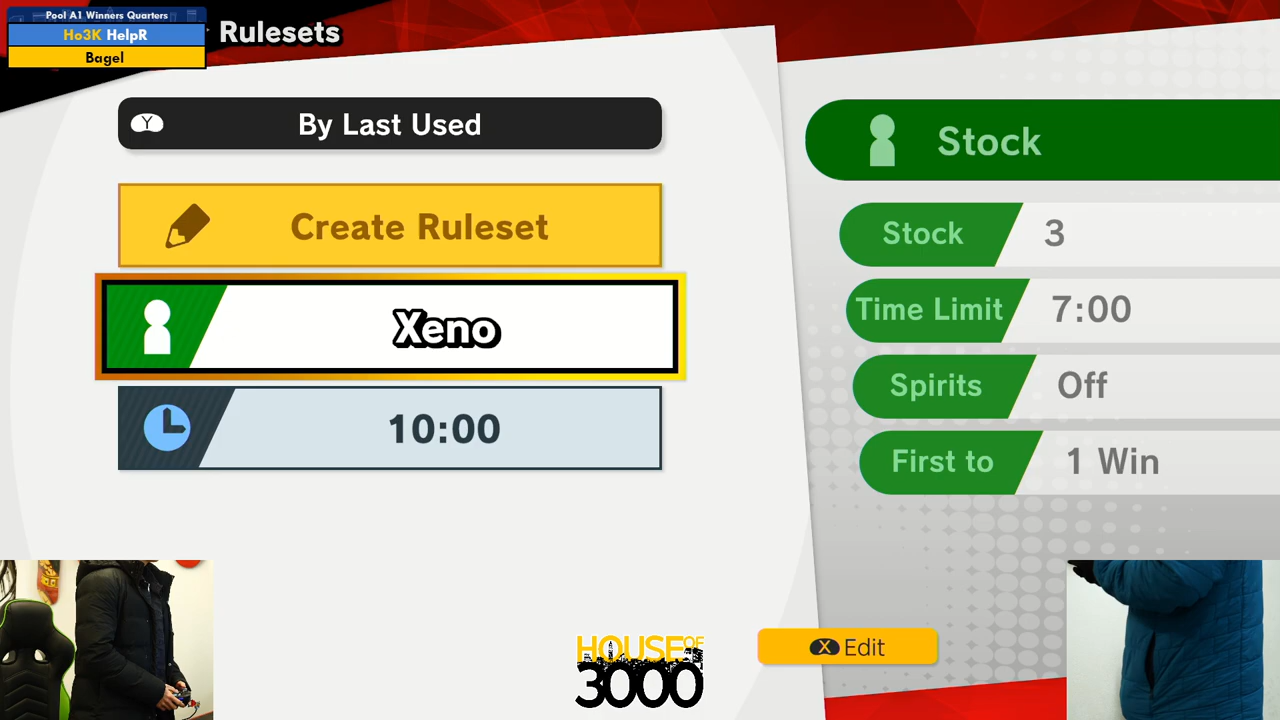 Pool A1 Winners Quarters
Ho3K HelpR
Bagel
Rulesets
Y
By Last Used
Create Ruleset
Xeno
10:00
Stock
Stock 3
Time Limit 7:00
Spirits Off
First to 1 Win
X Edit
HOUSE OF
3000